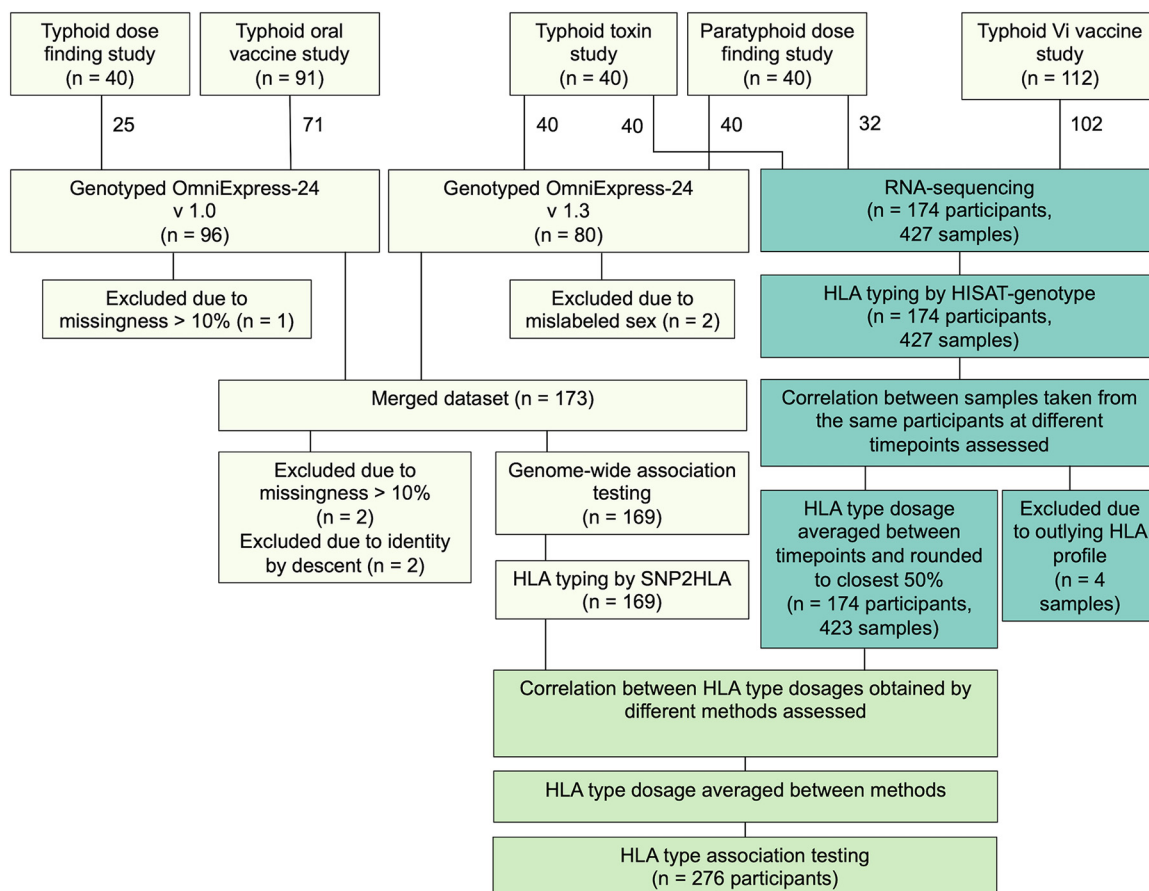 Typhoid dose
finding study
(n = 40)
Typhoid oral
vaccine study
(n = 91)
Typhoid toxin
study
(n = 40)
Paratyphoid dose
finding study
(n = 40)
Typhoid Vi vaccine
study
(n = 112)
25
71
40
40
40
32
102
Genotyped OmniExpress-24
v 1.0
(n = 96)
Genotyped OmniExpress-24
v 1.3
(n = 80)
RNA-sequencing
(n = 174 participants,
427 samples)
Excluded due to
missingness > 10% (n = 1)
Excluded due to
mislabeled sex (n = 2)
HLA typing by HISAT-genotype
(n = 174 participants,
427 samples)
Merged dataset (n = 173)
Correlation between samples taken from
the same participants at different
timepoints assessed
Excluded due to
missingness > 10%
(n = 2)
Excluded due to identity
by descent (n = 2)
Genome-wide association
testing
(n = 169)
HLA typing by SNP2HLA
(n = 169)
HLA type dosage
averaged between
timepoints and rounded
to closest 50%
(n = 174 participants,
423 samples)
Excluded due
to outlying HLA
profile
(n = 4
samples)
Correlation between HLA type dosages obtained by
different methods assessed
HLA type dosage averaged between methods
HLA type association testing
(n = 276 participants)